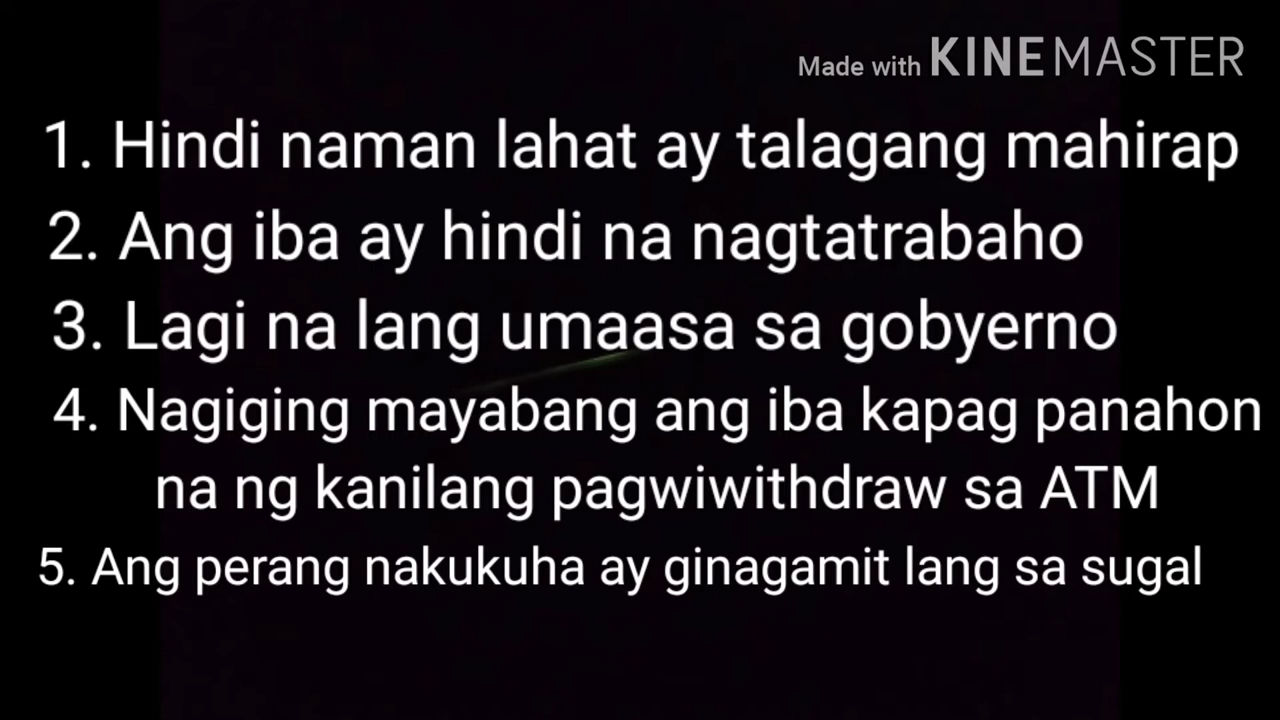 Made with KINEMASTER
1. Hindi naman lahat ay talagang mahirap
2. Ang iba ay hindi na nagtatrabaho
3. Lagi na lang umaasa sa gobyerno
4. Nagiging mayabang ang iba kapag panahon
na ng kanilang pagwiwithdraw sa ATM
5. Ang perang nakukuha ay ginagamit lang sa sugal